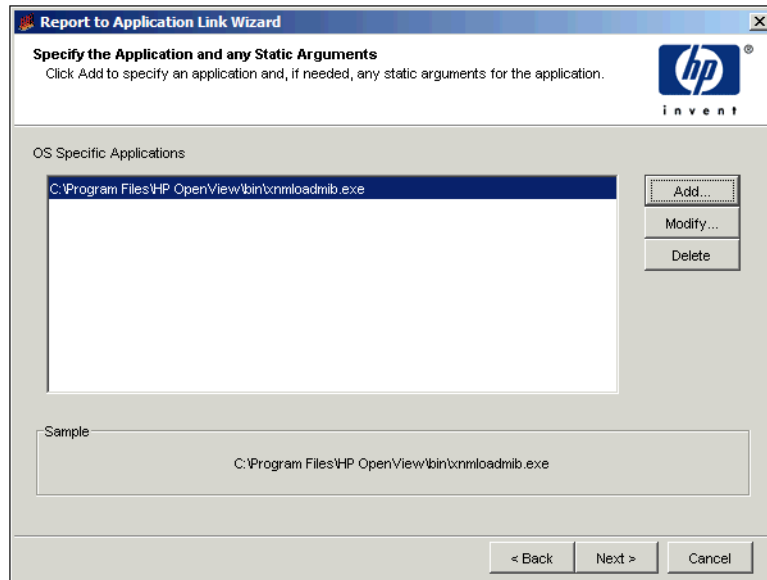 Report to Application Link Wizard
Specify the Application and any Static Arguments
Click Add to specify an application and, if needed, any static arguments for the application.
hp
®
invent
OS Specific Applications
C:\Program Files\HP OpenView\bin\xnmloadmib.exe
Add...
Modify...
Delete
Sample
C:\Program Files\HP OpenView\bin\xnmloadmib.exe
< Back
Next >
Cancel